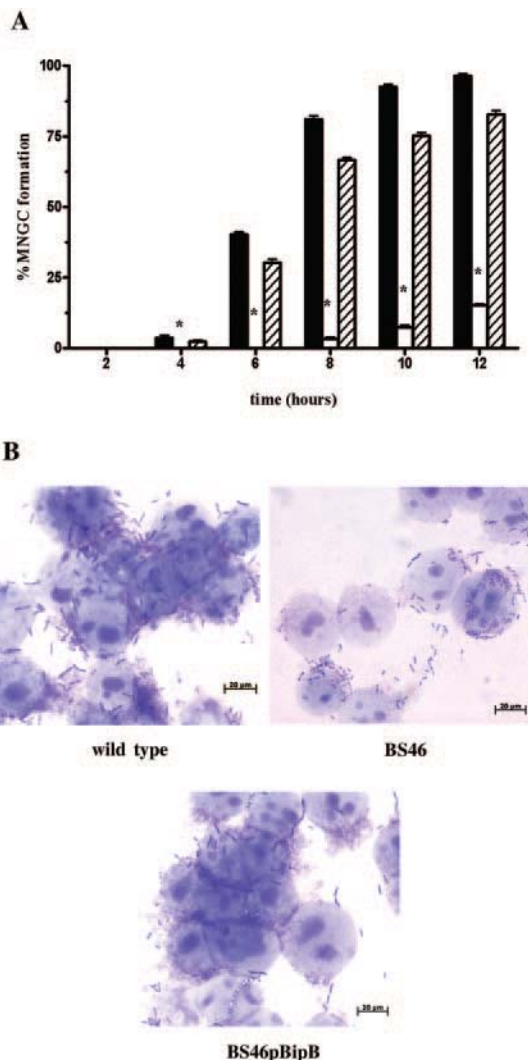 A
100
75
50
25
0
%MNGC formation
* * * * *
2 4 6 8 10 12
time (hours)
B
20 µm
20 µm
wild type BS46
20 µm
BS46pBipB